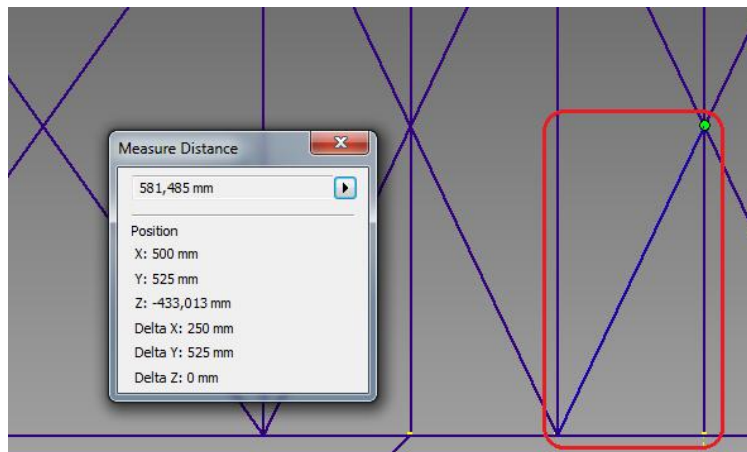 Measure Distance
581,485 mm
Position
X: 500 mm
Y: 525 mm
Z: -433,013 mm
Delta X: 250 mm
Delta Y: 525 mm
Delta Z: 0 mm